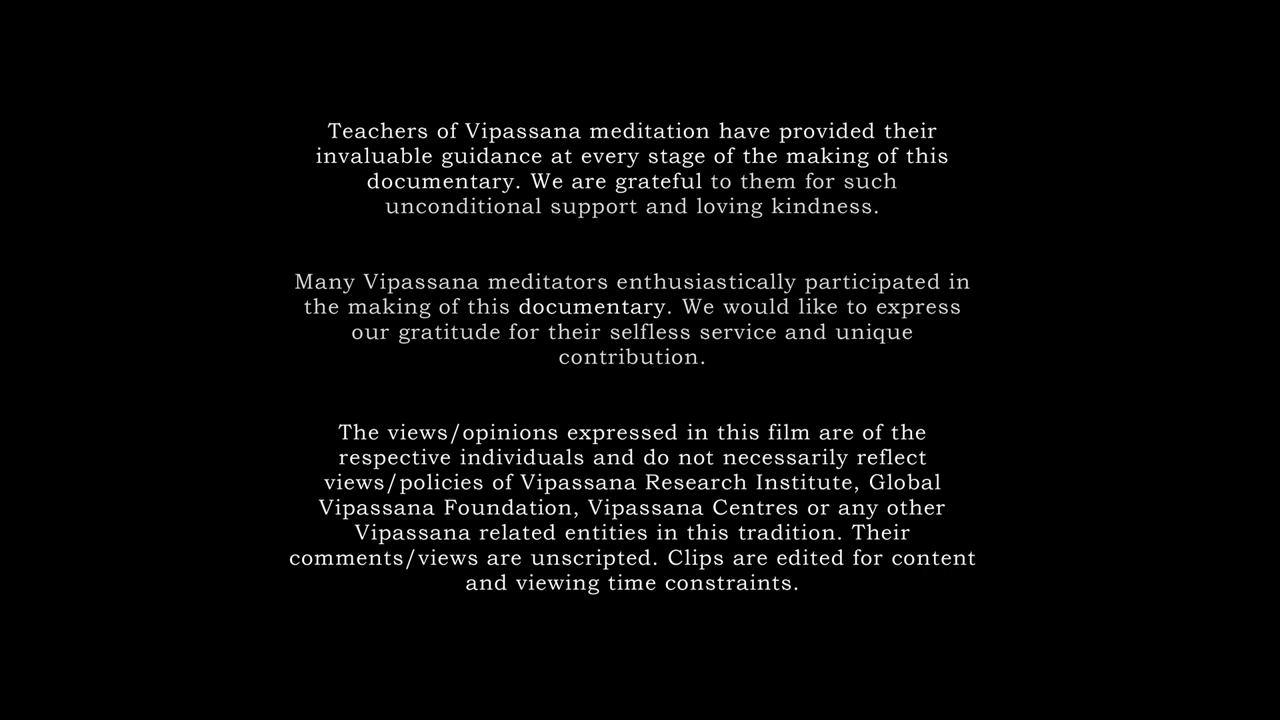 Teachers of Vipassana meditation have provided their
invaluable guidance at every stage of the making of this
documentary. We are grateful to them for such
unconditional support and loving kindness.
Many Vipassana meditators enthusiastically participated in
the making of this documentary. We would like to express
our gratitude for their selfless service and unique
contribution.
The views/opinions expressed in this film are of the
respective individuals and do not necessarily reflect
views/policies of Vipassana Research Institute, Global
Vipassana Foundation, Vipassana Centres or any other
Vipassana related entities in this tradition. Their
comments/views are unscripted. Clips are edited for content
and viewing time constraints.